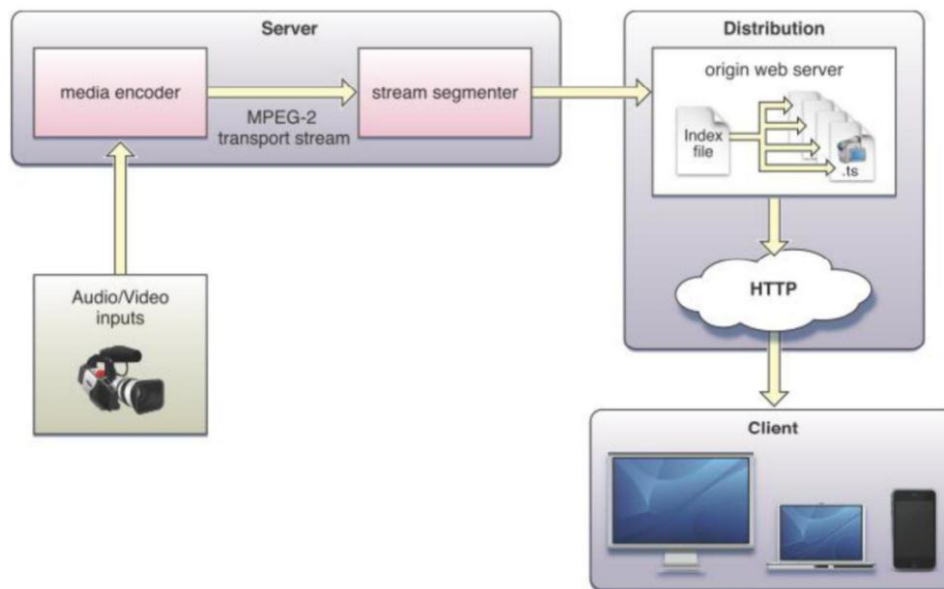 Server
media encoder
MPEG-2
transport stream
stream segmenter
Distribution
origin web server
Index
file
.ts
HTTP
Audio/Video
inputs
Client